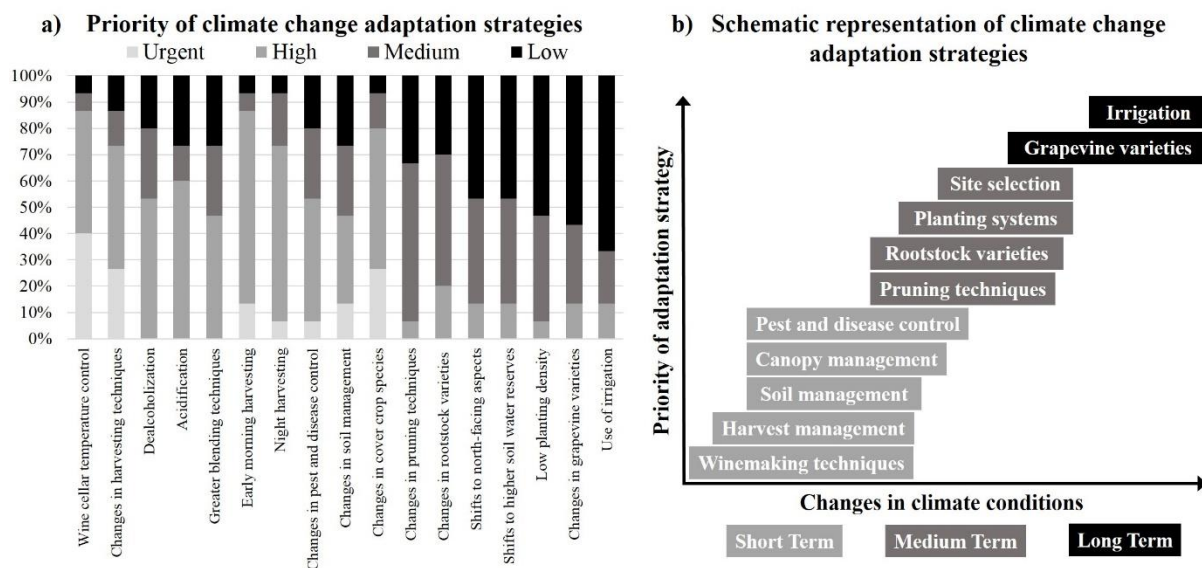 a) Priority of climate change adaptation strategies
Urgent High Medium Low
100%
90%
80%
70%
60%
50%
40%
30%
20%
10%
0%
Wine cellar temperature control
Changes in harvesting techniques
Dealcoholization
Acidification
Greater blending techniques
Early morning harvesting
Night harvesting
Changes in pest and dedisease control
Changes in soil management
Changes in cover crop species
Changes in pruning techniques
Changes in rootstock varieties
Shifts to north-facing aspects
Shifts to higher soil water reserves
Low planting density
Changes in grapevine varieties
Use of irrigation
b) Schematic representation of climate change
adaptation strategies
Priority of adaptation strategy
Irrigation
Grapevine varieties
Site selection
Planting systems
Rootstock varieties
Pruning techniques
Pest and disease control
Canopy management
Soil management
Harvest management
Winemaking techniques
Changes in climate conditions
Short Term Medium Term Long Term